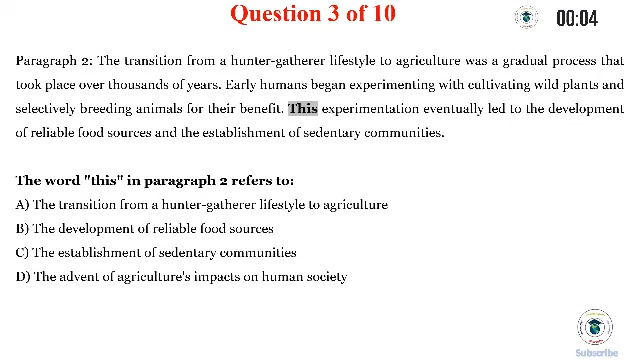 Question 3 of 10
00:04
Paragraph 2: The transition from a hunter-gatherer lifestyle to agriculture was a gradual process that
took place over thousands of years. Early humans began experimenting with cultivating wild plants and
selectively breeding animals for their benefit. This experimentation eventually led to the development
of reliable food sources and the establishment of sedentary communities.
The word "this" in paragraph 2 refers to:
A) The transition from a hunter-gatherer lifestyle to agriculture
B) The development of reliable food sources
C) The establishment of sedentary communities
D) The advent of agriculture's impacts on human society
Subscribe